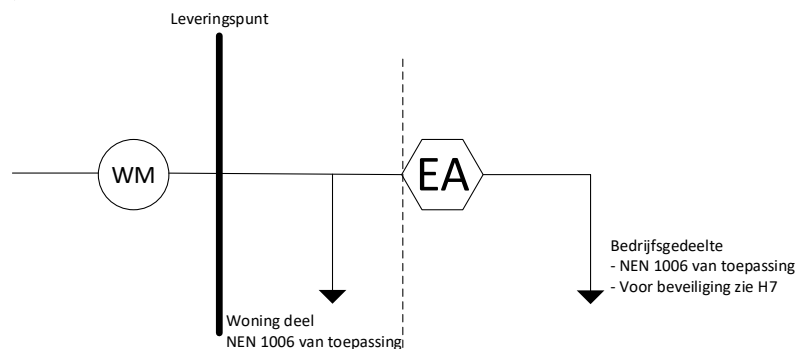 Leveringspunt
WM
EA
Bedrijfsgedeelte
- NEN 1006 van toepassing
- Voor beveiliging zie H7
Woning deel
NEN 1006 van toepassing